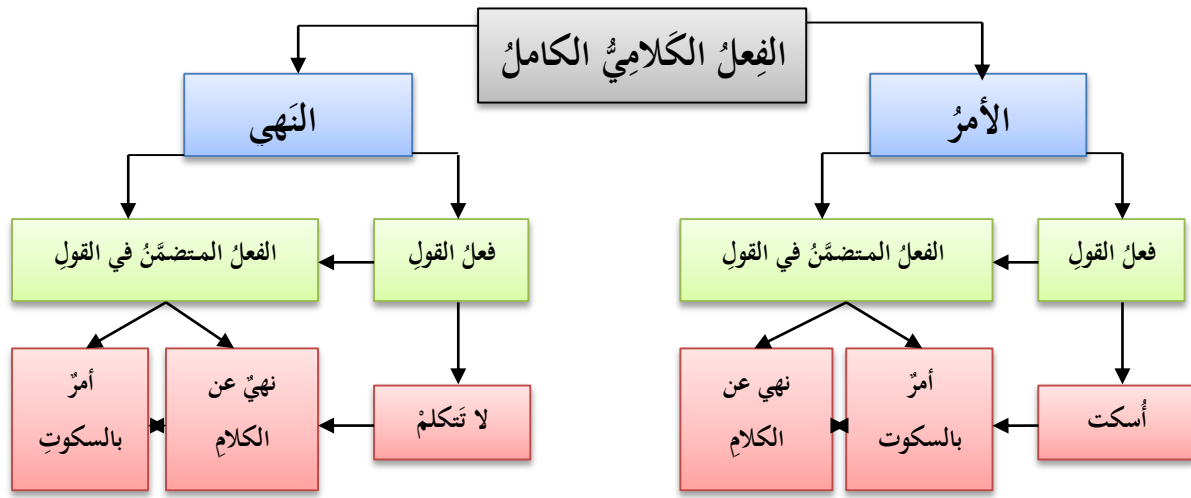 الفِعلُ الكَلامِيُّ الكاملُ
الأمرُ
النَهي
فعلُ القولِ
الفعلُ المتضمَّنُ في القولِ
فعلُ القولِ
الفعلُ المتضمَّنُ في القولِ
أُسكت
أمرٌ
بالسكوت
نهي عن
الكلامِ
لا تَتكلمْ
نهيٌ عن
الكلامِ
أمرٌ
بالسكوتِ